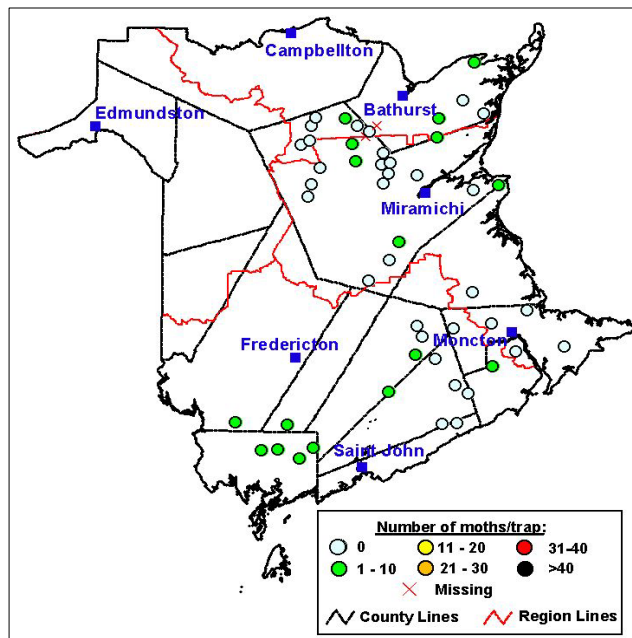 Campbellton
Bathurst
Edmundston
Miramichi
Fredericton
Moncton
Saint John
Number of moths/trap:
0 11 - 20 31-40
1 - 10 21 - 30 >40
Missing
County Lines Region Lines